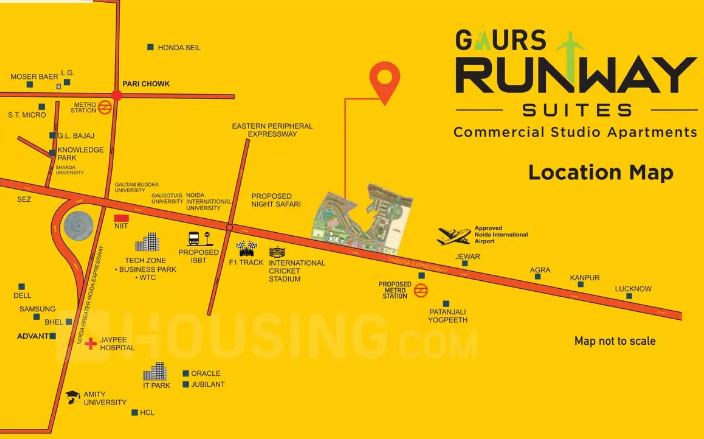 GAURS
RUNWAY
SUITES
Commercial Studio Apartments
Location Map
HONDA SEIL
MOSER BAER
L.G.
PARI CHOWK
METRO
STATION
S.T. MICRO
G.L. BAJAJ
KNOWLEDGE
PARK
SHARDA
UNIVERSITY
EASTERN PERIPHERAL
EXPRESSWAY
SEZ
GAUTAM BUDDHA
UNIVERSITY
GALGOTIAS
UNIVERSITY
NOIDA
INTERNATIONAL
UNIVERSITY
PROPOSED
NIGHT SAFARI
NIIT
TECH ZONE
• BUSINESS PARK
• WTC
PROPOSED
ISBT
F1 TRACK
INTERNATIONAL
CRICKET
STADIUM
YAMUNA EXPRESSWAY
Approved
Noida International
Airport
JEWAR
PROPOSED
METRO
STATION
AGRA
KANPUR
LUCKNOW
PATANJALI
YOGPEETH
NOIDA GREATER NOIDA EXPRESSWAY
DELL
SAMSUNG
BHEL
ADVANT
JAYPEE
HOSPITAL
HOUSING.COM
Map not to scale
IT PARK
ORACLE
JUBILANT
AMITY
UNIVERSITY
HCL